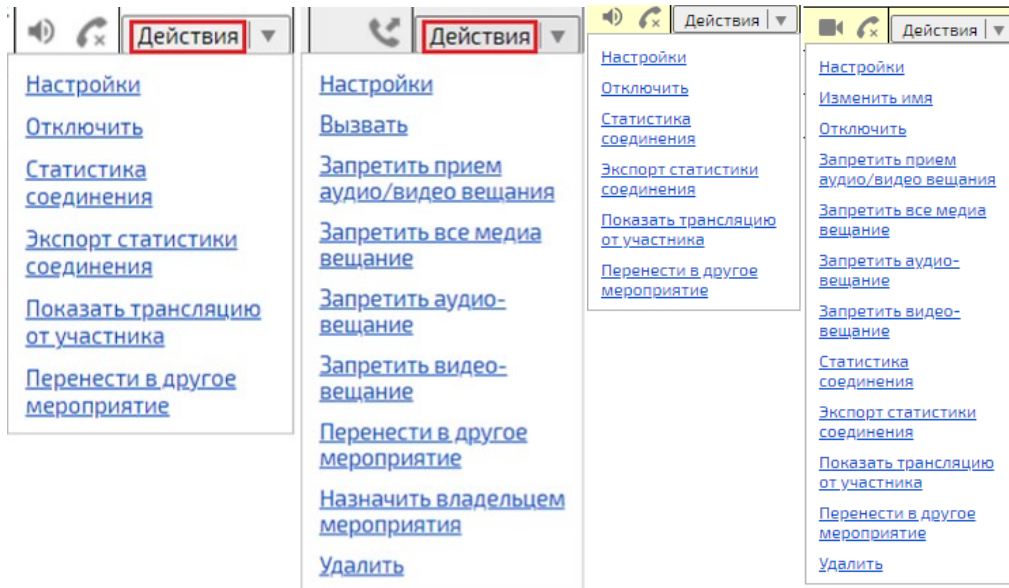 Действия
Настройки
Отключить
Статистика
соединения
Экспорт статистики
соединения
Показать трансляцию
от участника
Перенести в другое
мероприятие
Действия
Настройки
Вызвать
Запретить прием
аудио/видео вещания
Запретить все медиа
вещание
Запретить аудио-
вещание
Запретить видео-
вещание
Перенести в другое
мероприятие
Назначить владельцем
мероприятия
Удалить
Действия
Настройки
Отключить
Статистика
соединения
Экспорт статистики
соединения
Показать трансляцию
от участника
Перенести в другое
мероприятие
Действия
Настройки
Изменить имя
Отключить
Запретить прием
аудио/видео вещания
Запретить все медиа
вещание
Запретить аудио-
вещание
Запретить видео-
вещание
Статистика
соединения
Экспорт статистики
соединения
Показать трансляцию
от участника
Перенести в другое
мероприятие
Удалить